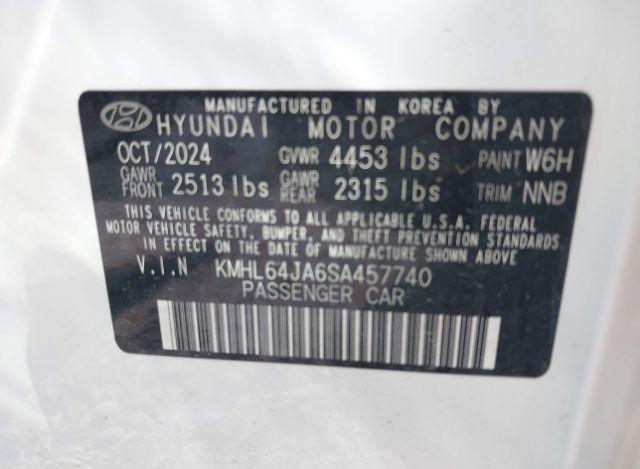 MANUFACTURED IN KOREA BY
HYUNDAI MOTOR COMPANY
OCT/2024 GVWR 4453 lbs PAINT W6H
GAWR FRONT 2513 lbs GAWR REAR 2315 lbs TRIM NNB
THIS VEHICLE CONFORMS TO ALL APPLICABLE U.S.A. FEDERAL
MOTOR VEHICLE SAFETY, BUMPER, AND THEFT PREVENTION STANDARDS
IN EFFECT ON THE DATE OF MANUFACTURE SHOWN ABOVE.
V.I.N KMHL64JA6SA457740
PASSENGER CAR